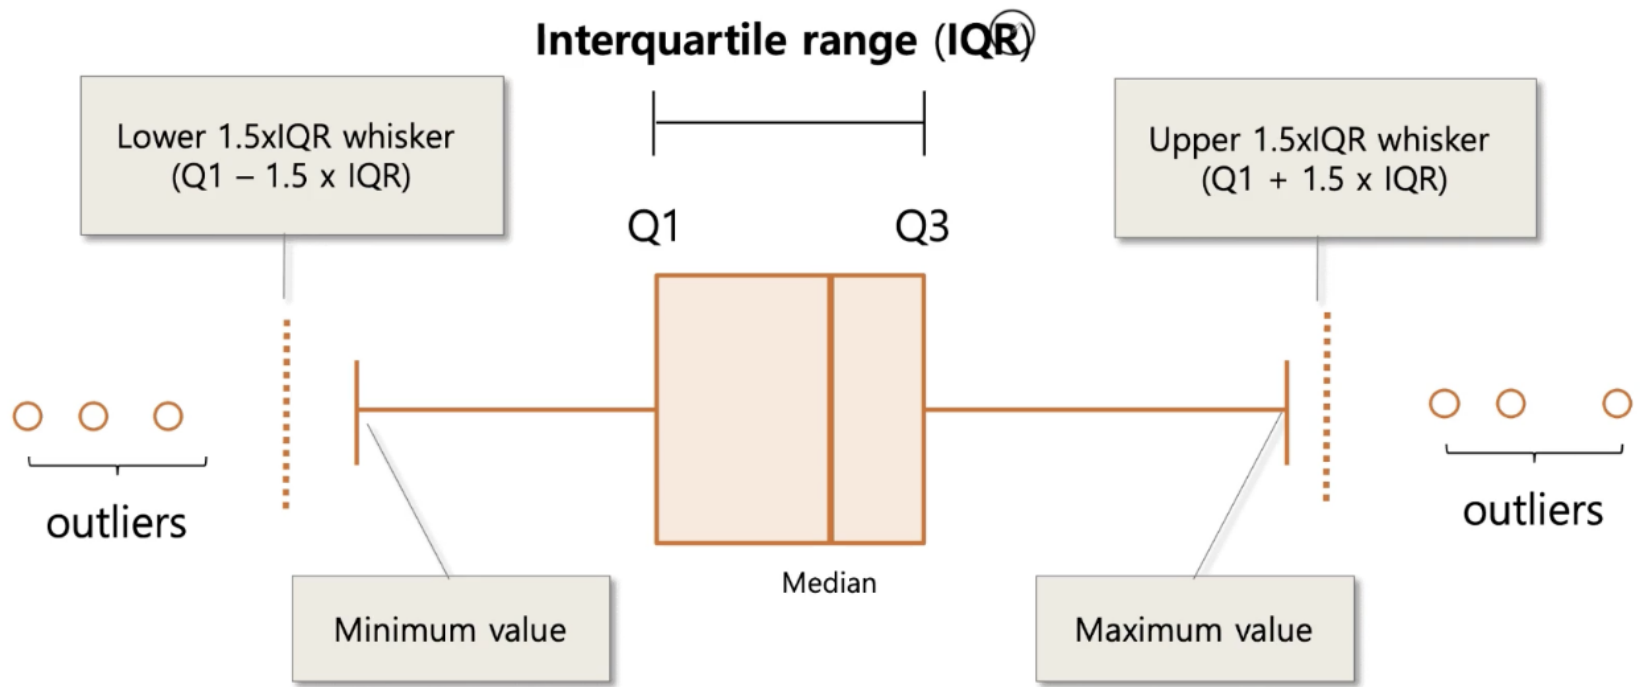 Interquartile range (IQR)
Lower 1.5xIQR whisker
(Q1 – 1.5 x IQR)
Upper 1.5xIQR whisker
(Q1 + 1.5 x IQR)
Q1
Q3
outliers
outliers
Median
Minimum value
Maximum value